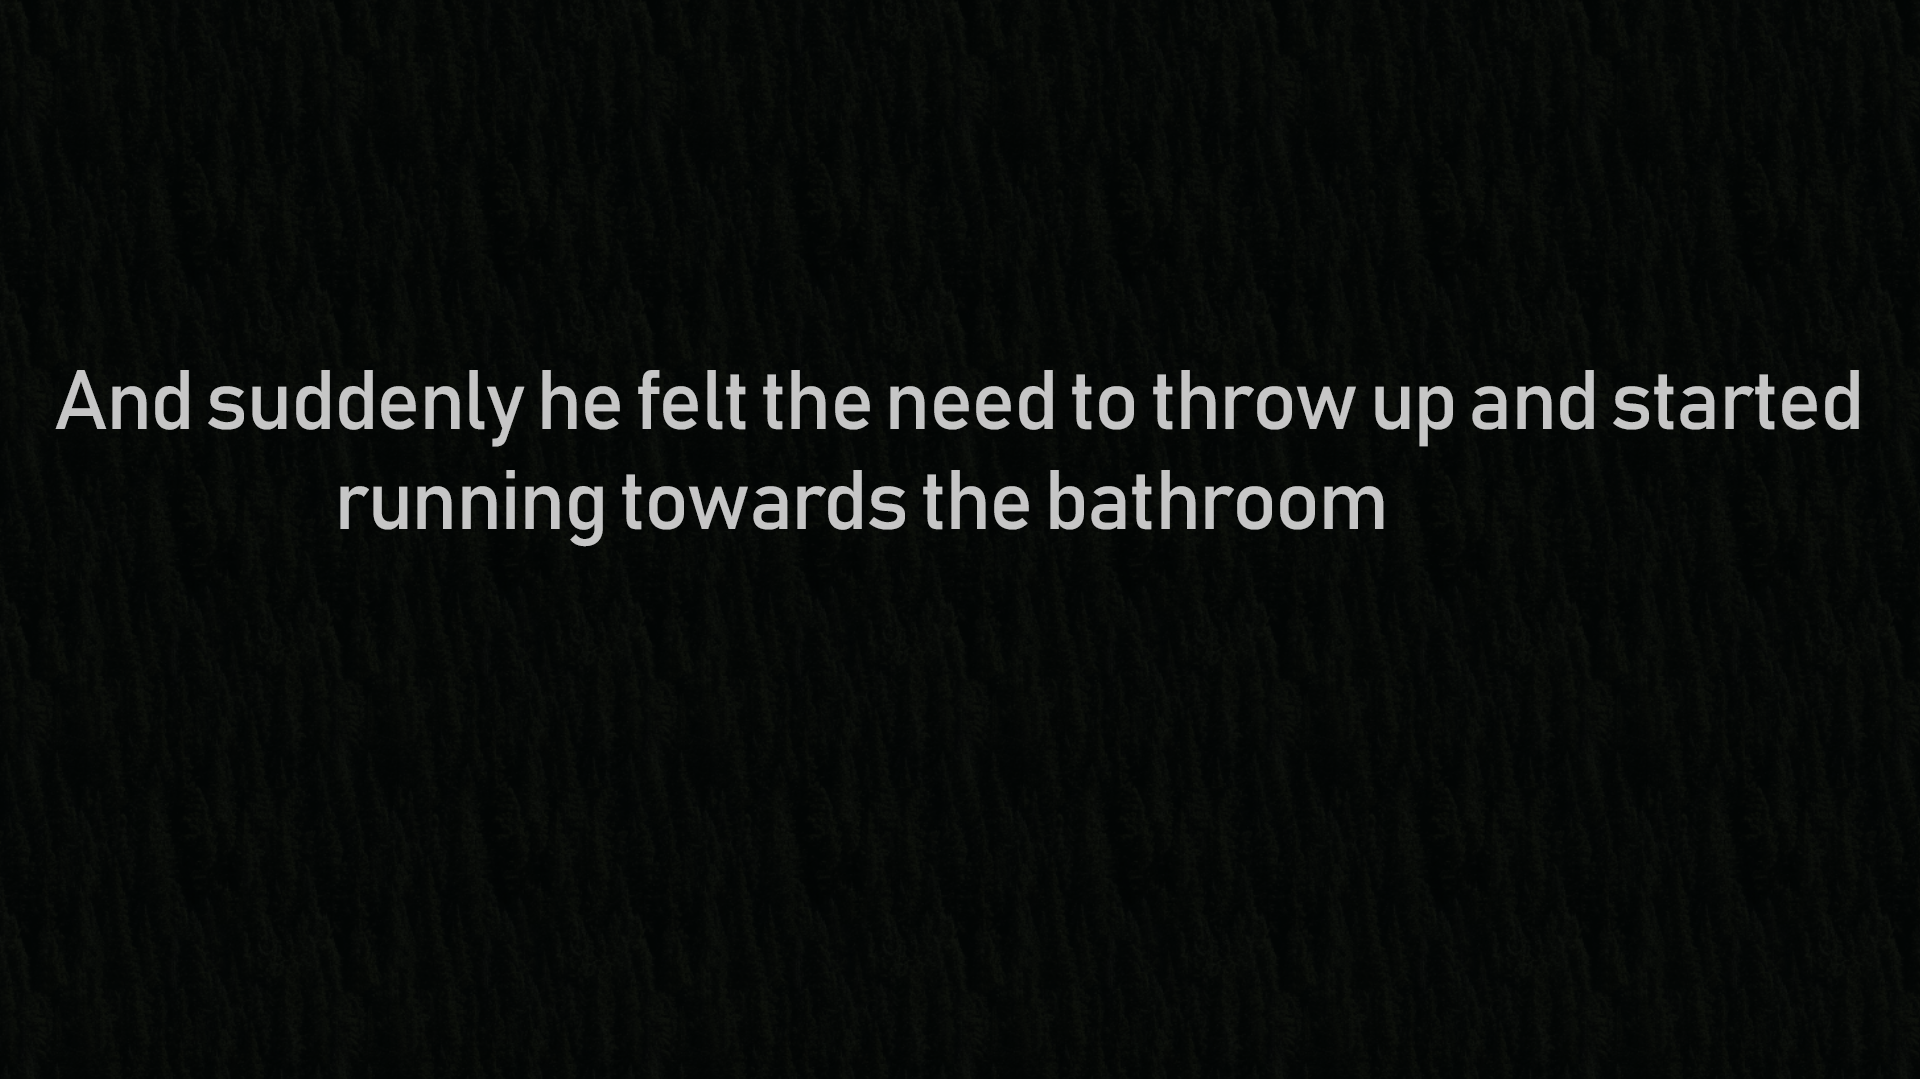 And suddenly he felt the need to throw up and started
running towards the bathroom